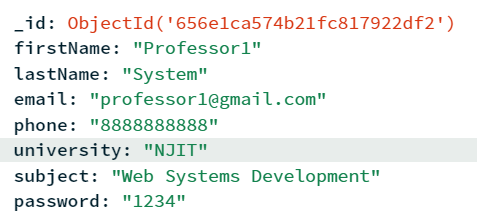 _id: ObjectId('656e1ca574b21fc817922df2')
firstName: "Professor1"
lastName: "System"
email: "professor1@gmail.com"
phone: "8888888888"
university: "NJIT"
subject: "Web Systems Development"
password: "1234"